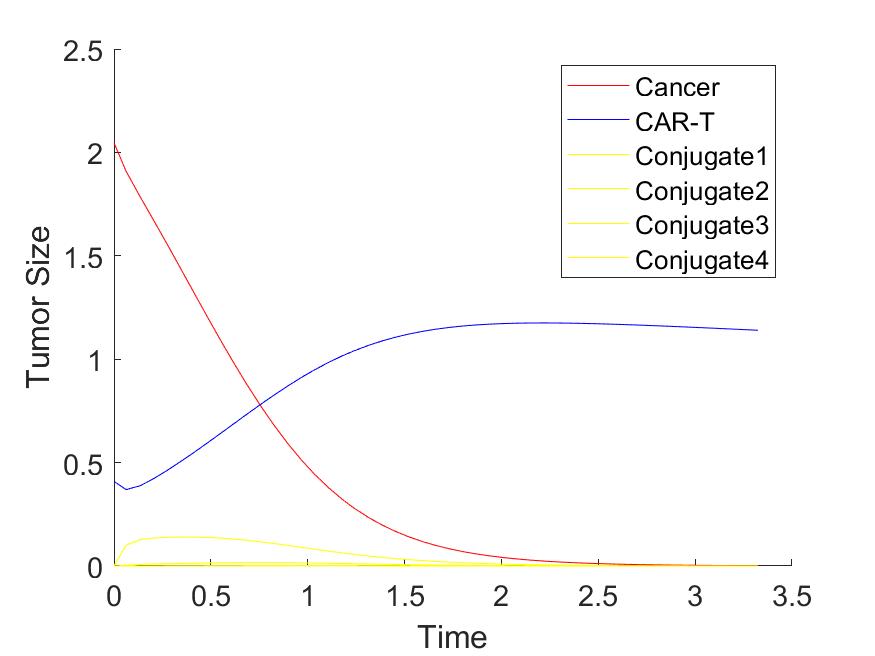 2.5
2
1.5
1
0.5
0
Tumor Size
Cancer
CAR-T
Conjugate1
Conjugate2
Conjugate3
Conjugate4
0 0.5 1 1.5 2 2.5 3 3.5
Time